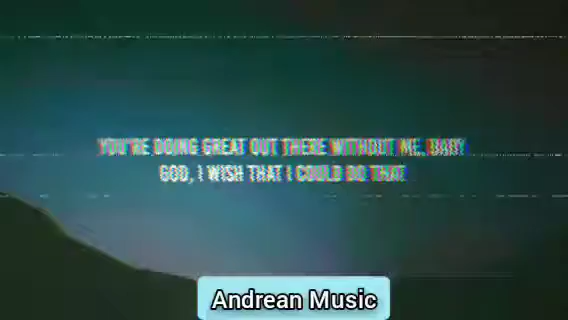 YOU'RE DOING GREAT OUT THERE WITHOUT ME, BABY
GOD, I WISH THAT I COULD DO THAT
Andrean Music